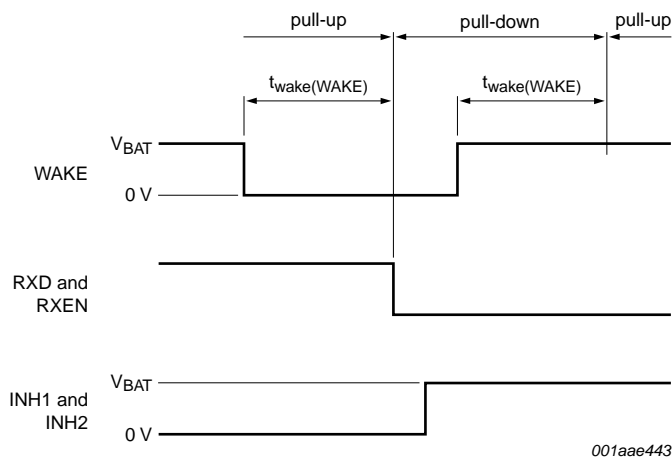 pull-up pull-down pull-up
twake(WAKE) twake(WAKE)
VBAT
WAKE
0 V
RXD and
RXEN
VBAT
INH1 and
INH2
0 V
001aae443